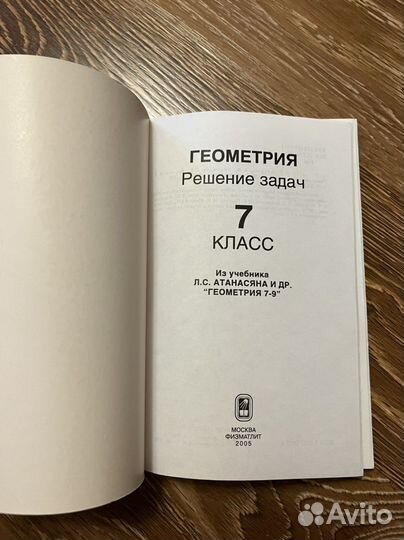 ГЕОМЕТРИЯ
Решение задач
7
КЛАСС
Из учебника
Л.С. АТАНАСЯНА И ДР.
"ГЕОМЕТРИЯ 7-9"
МОСКВА
ФИЗМАТЛИТ
2005
Avito